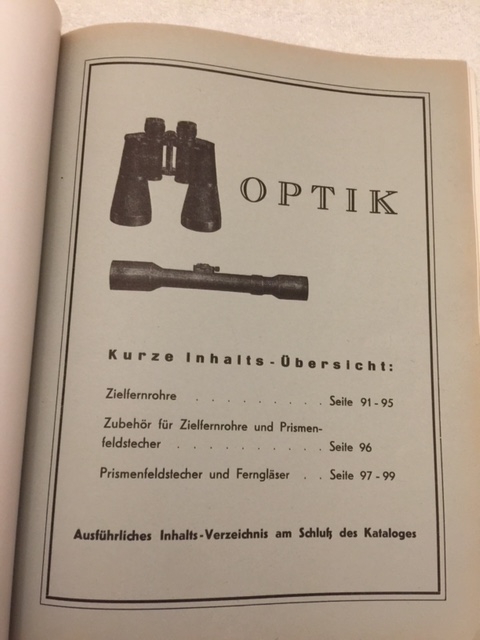 OPTIK
Kurze Inhalts-Übersicht:
Zielfernrohre . . . . . . . . . Seite 91-95
Zubehör für Zielfernrohre und Prismen-
feldstecher . . . . . . . . . . Seite 96
Prismenfeldstecher und Ferngläser . . Seite 97-99
Ausführliches Inhalts-Verzeichnis am Schluß des Kataloges